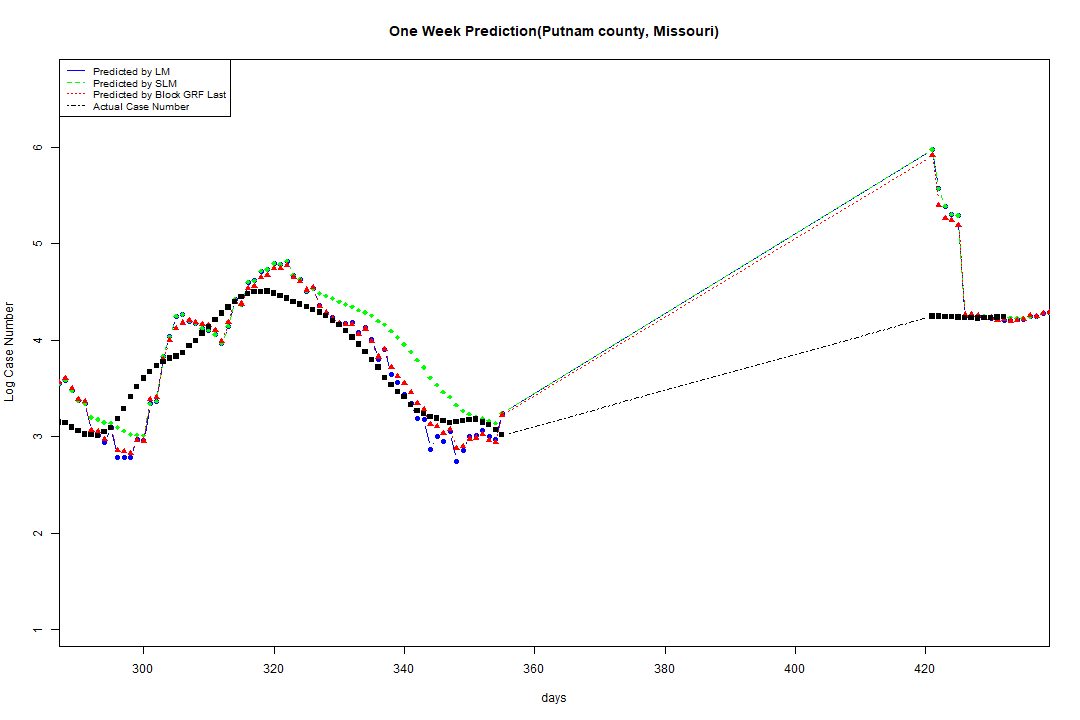 One Week Prediction(Putnam county, Missouri)
Predicted by LM
Predicted by SLM
Predicted by Block GRF Last
Actual Case Number
Log Case Number
6
5
4
3
2
1
300 320 340 360 380 400 420
days